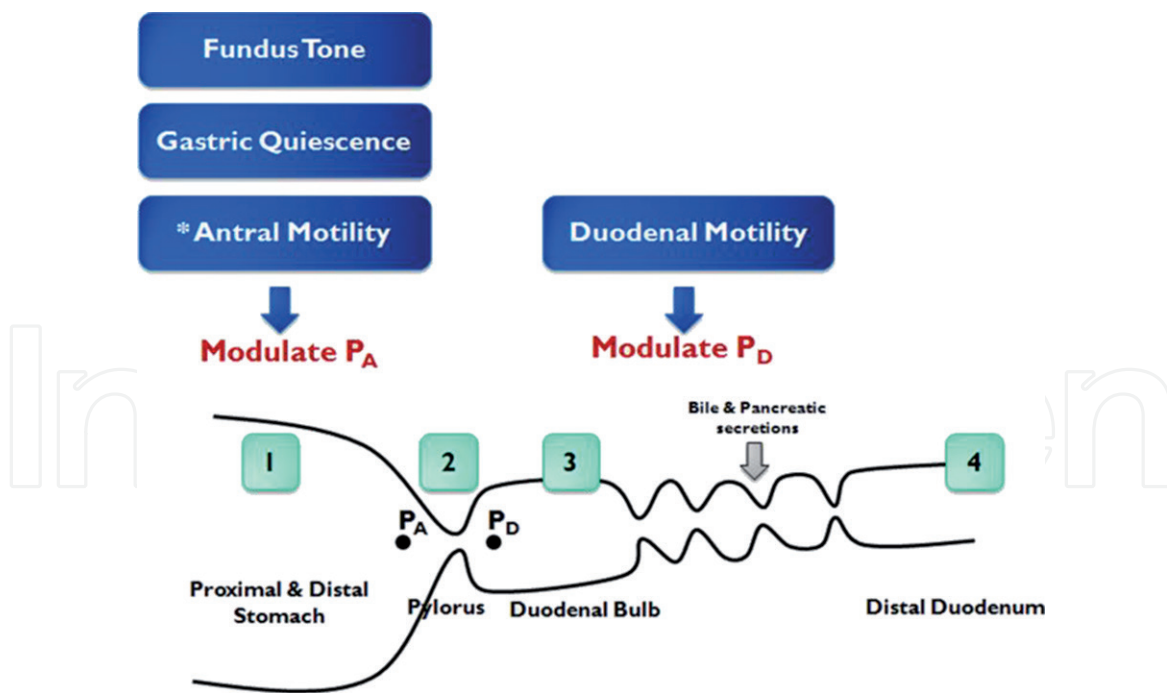 Fundus Tone
Gastric Quiescence
*Antral Motility
Duodenal Motility
Modulate PA
Modulate PD
Bile & Pancreatic
secretions
1
2
3
4
PA
PD
Proximal & Distal
Stomach
Pylorus
Duodenal Bulb
Distal Duodenum